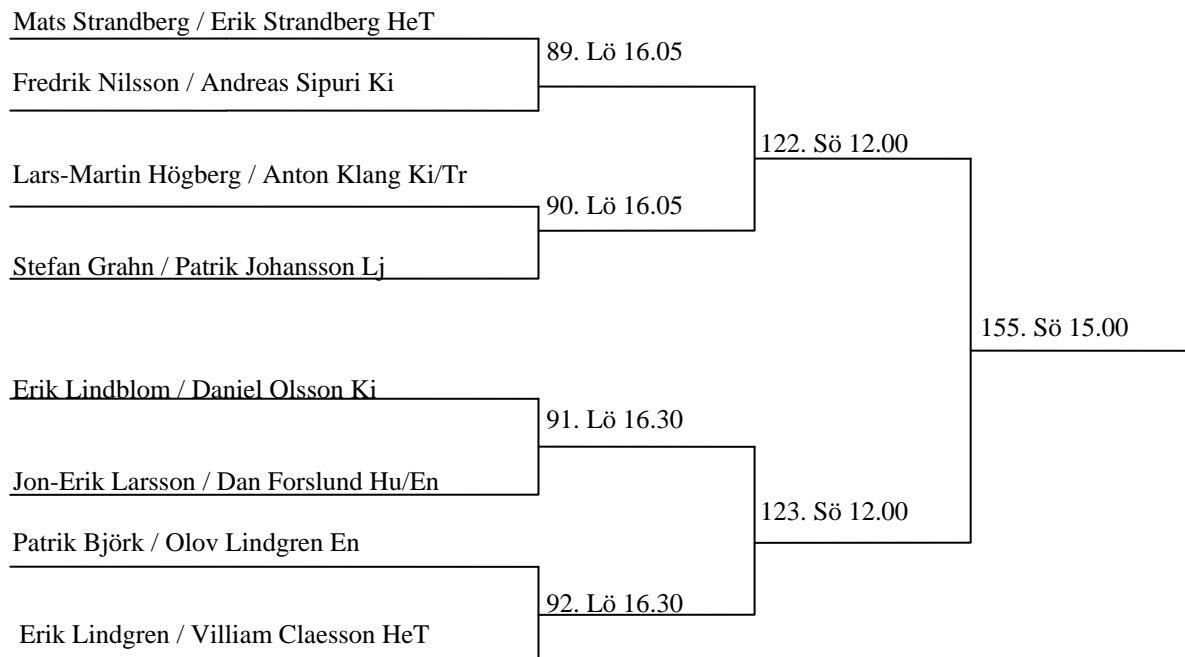 Mats Strandberg / Erik Strandberg HeT
89. Lö 16.05
Fredrik Nilsson / Andreas Sipuri Ki
122. Sö 12.00
Lars-Martin Högberg / Anton Klang Ki/Tr
90. Lö 16.05
Stefan Grahn / Patrik Johansson Lj
155. Sö 15.00
Erik Lindblom / Daniel Olsson Ki
91. Lö 16.30
Jon-Erik Larsson / Dan Forslund Hu/En
123. Sö 12.00
Patrik Björk / Olov Lindgren En
92. Lö 16.30
Erik Lindgren / Villiam Claesson HeT